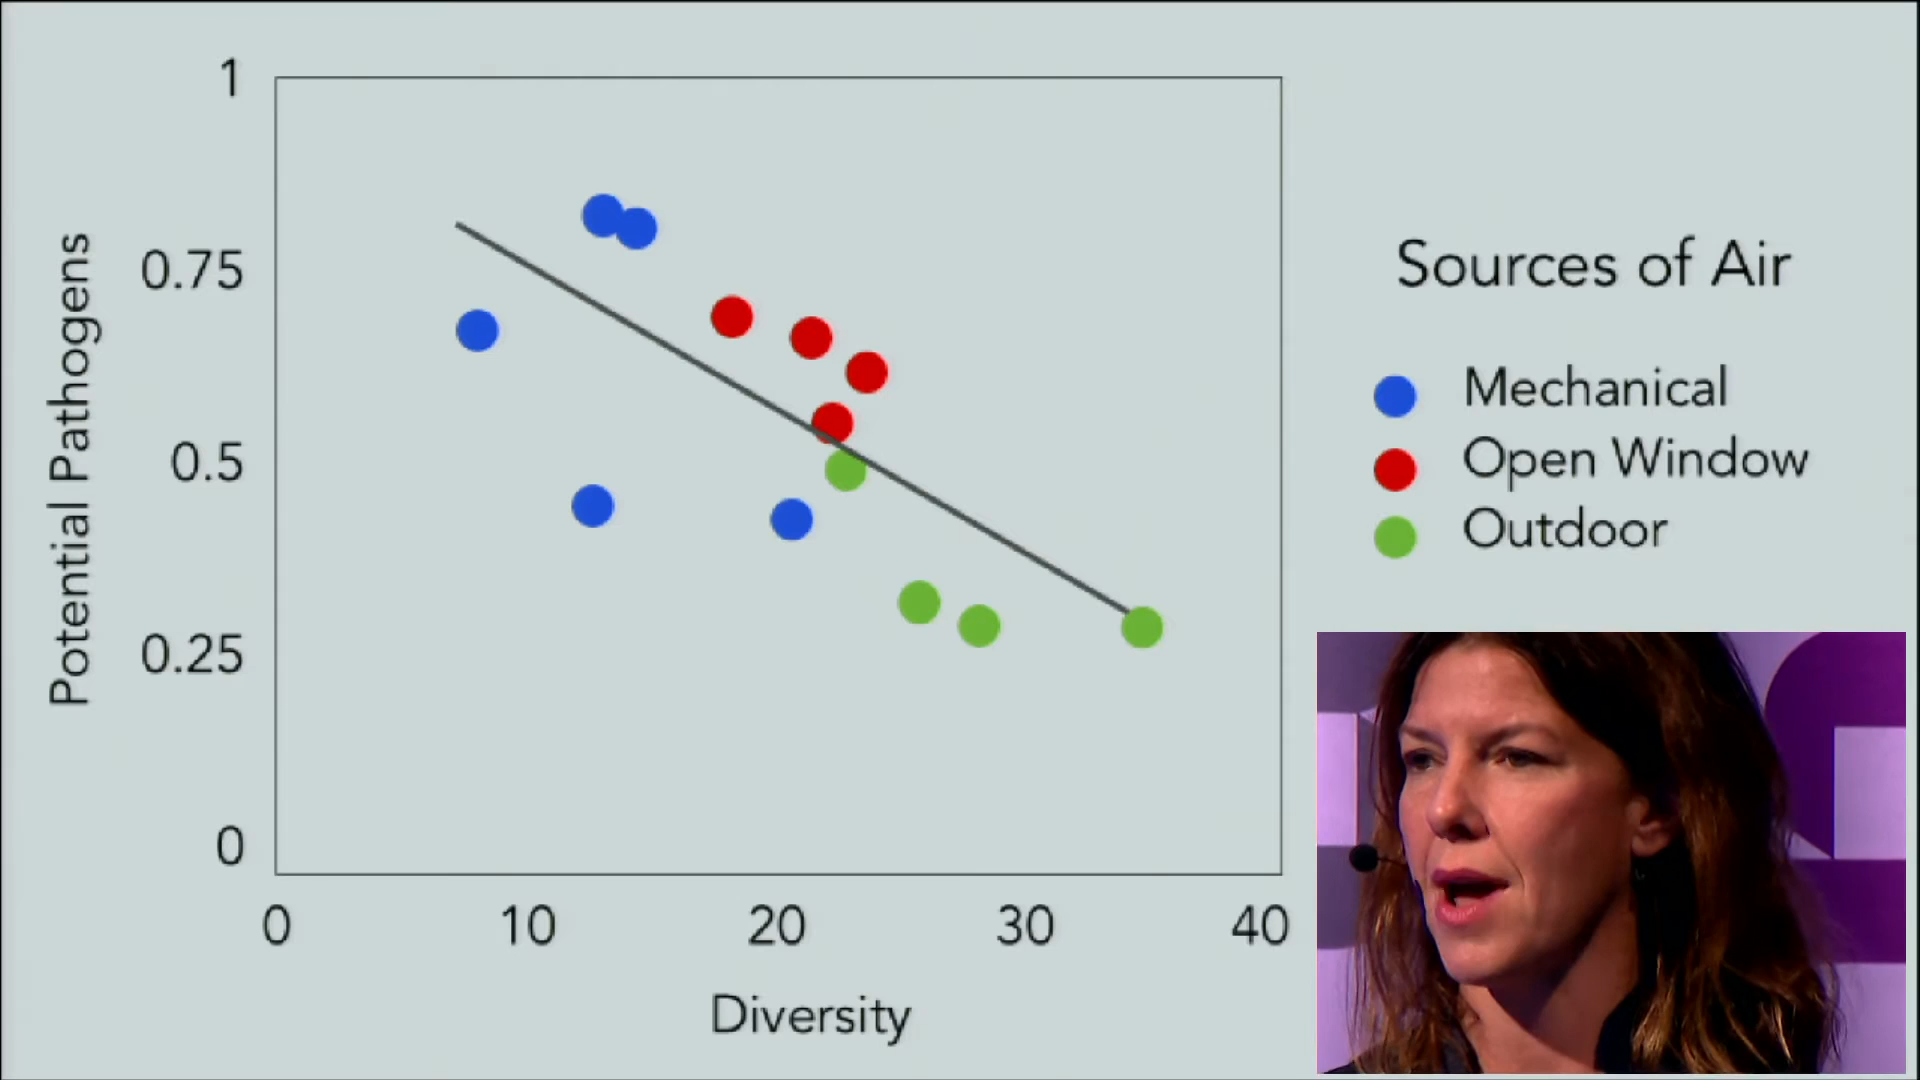 1
0.75
0.5
0.25
0
Potential Pathogens
0 10 20 30 40
Diversity
Sources of Air
Mechanical
Open Window
Outdoor